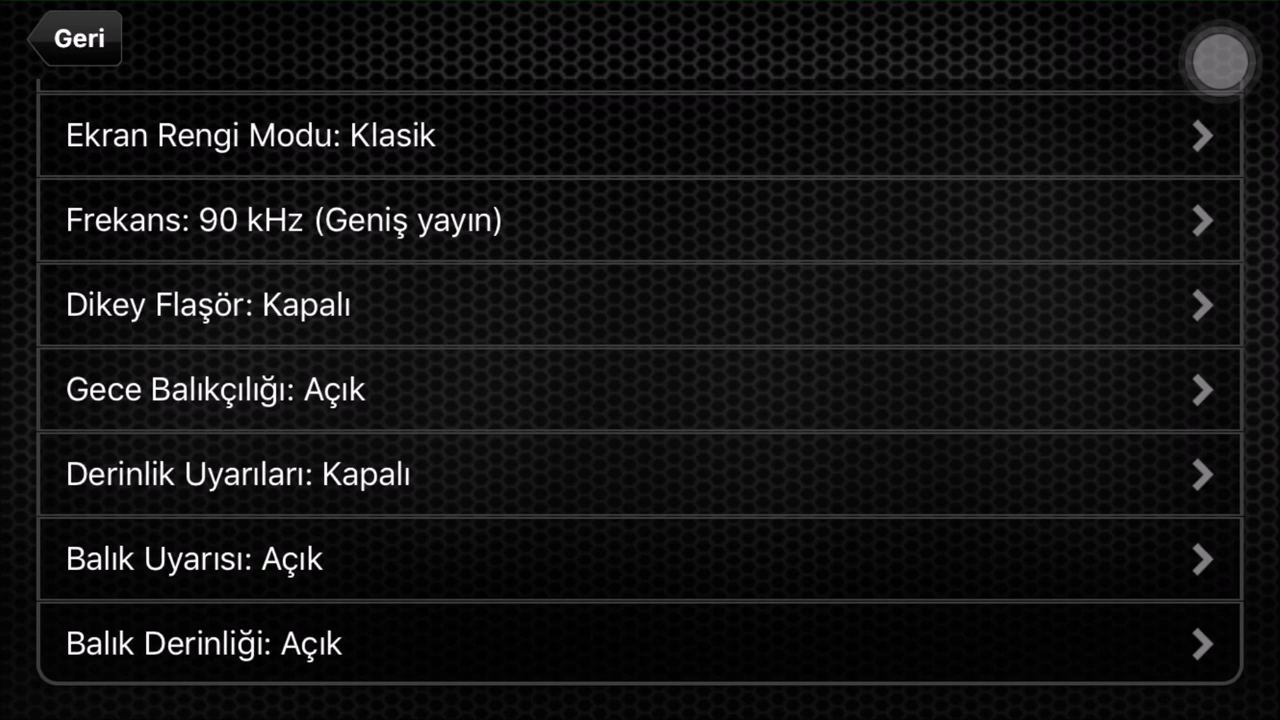 Geri
Ekran Rengi Modu: Klasik
Frekans: 90 kHz (Geniş yayın)
Dikey Flaşör: Kapalı
Gece Balıkçılığı: Açık
Derinlik Uyarıları: Kapalı
Balık Uyarısı: Açık
Balık Derinliği: Açık